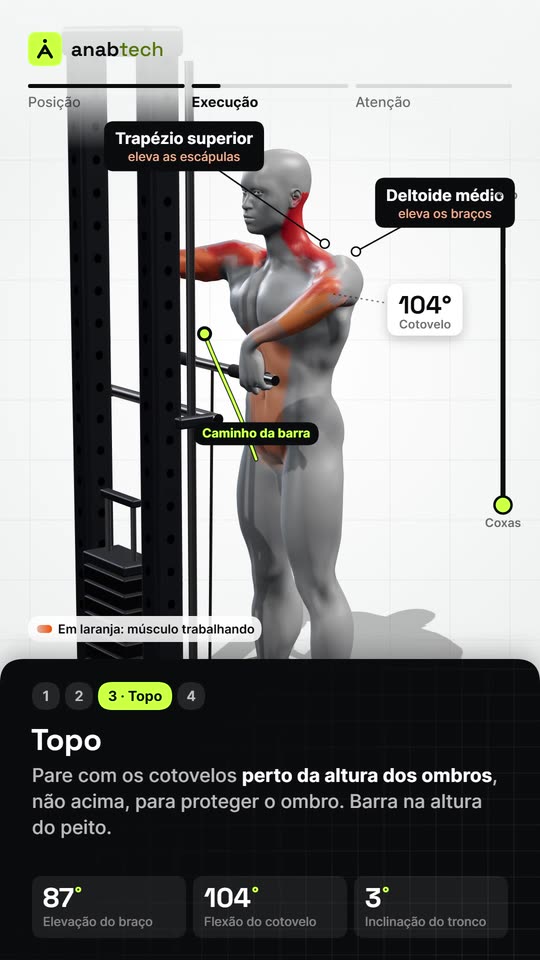 anabtech
Posição
Execução
Atenção
Trapézio superior
eleva as escápulas
Deltoide médio
eleva os braços
104°
Cotovelo
Caminho da barra
Coxas
Em laranja: músculo trabalhando
1
2
3 · Topo
4
Topo
Pare com os cotovelos perto da altura dos ombros,
não acima, para proteger o ombro. Barra na altura
do peito.
87°
104°
3°
Elevação do braço
Flexão do cotovelo
Inclinação do tronco